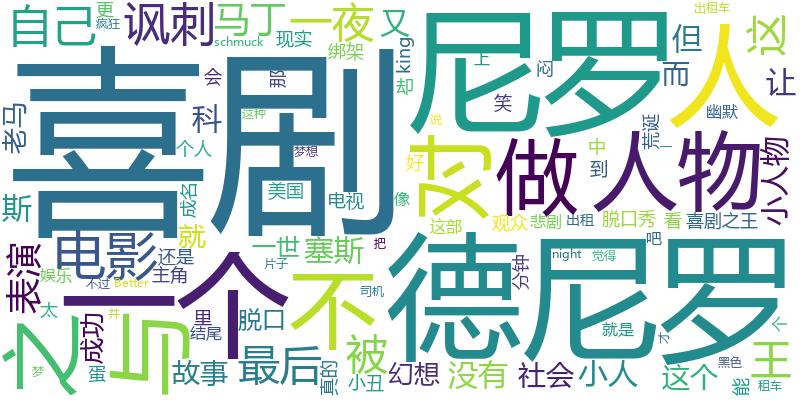 自己 更 疯狂 讽刺 马丁 一夜 又 king 尼罗 人 出租车 这
schmuck 现实 绑架 上 但
老马 科 会 那 却 闷 而 让
喜剧 笑 幽默
个人 这种 梦想 对 做 人物 荒诞 小人物
斯 成名 美国 电视 像 好 说 中 到 一
这部 观众 悲剧 出租 脱口秀 看 喜剧之王
表演 电影 就 一世 塞斯 不 把 德尼罗 吧
还是 主角 一个 片子 分钟 night 觉得
娱乐 不过 Better 里 脱口 司机 就是 才 个
太 并 结尾 真的 小丑 黑色
之 成功 与 故事 最后 被 幻想 没有 社会 小人 这个 王
梦 蛋 能 租车